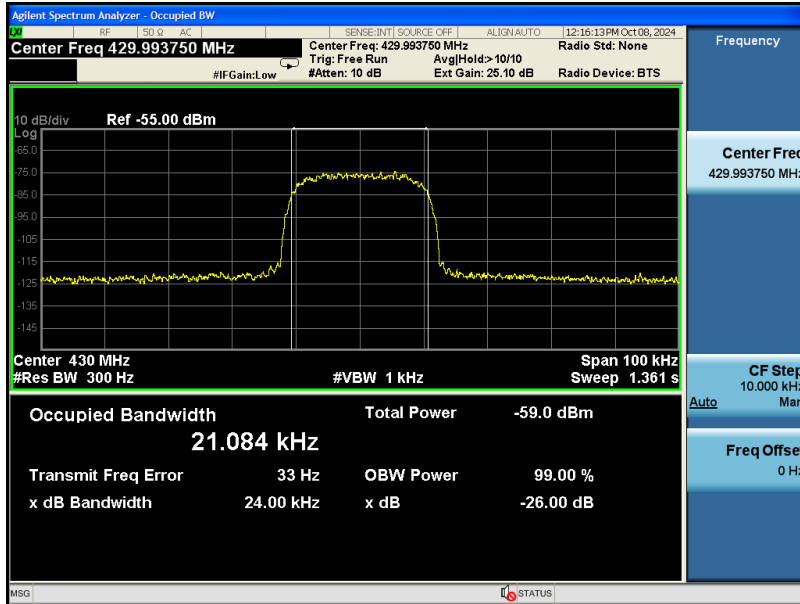 Agilent Spectrum Analyzer - Occupied BW
LXI RF 50 Ω AC SENSE:INT SOURCE OFF ALIGN AUTO 12:16:13 PM Oct 08, 2024
Center Freq 429.993750 MHz
#IFGain:Low
Center Freq: 429.993750 MHz Radio Std: None
Trig: Free Run Avg|Hold:>10/10
#Atten: 10 dB Ext Gain: 25.10 dB Radio Device: BTS
10 dB/div Ref -55.00 dBm
Log
-65.0
-75.0
-85.0
-95.0
-105
-115
-125
-135
-145
Center 430 MHz Span 100 kHz
#Res BW 300 Hz #VBW 1 kHz Sweep 1.361 s
Occupied Bandwidth Total Power -59.0 dBm
21.084 kHz
Transmit Freq Error 33 Hz OBW Power 99.00 %
x dB Bandwidth 24.00 kHz x dB -26.00 dB
MSG STATUS
Frequency
Center Freq
429.993750 MHz
CF Step
10.000 kHz
Auto Man
Freq Offset
0 Hz